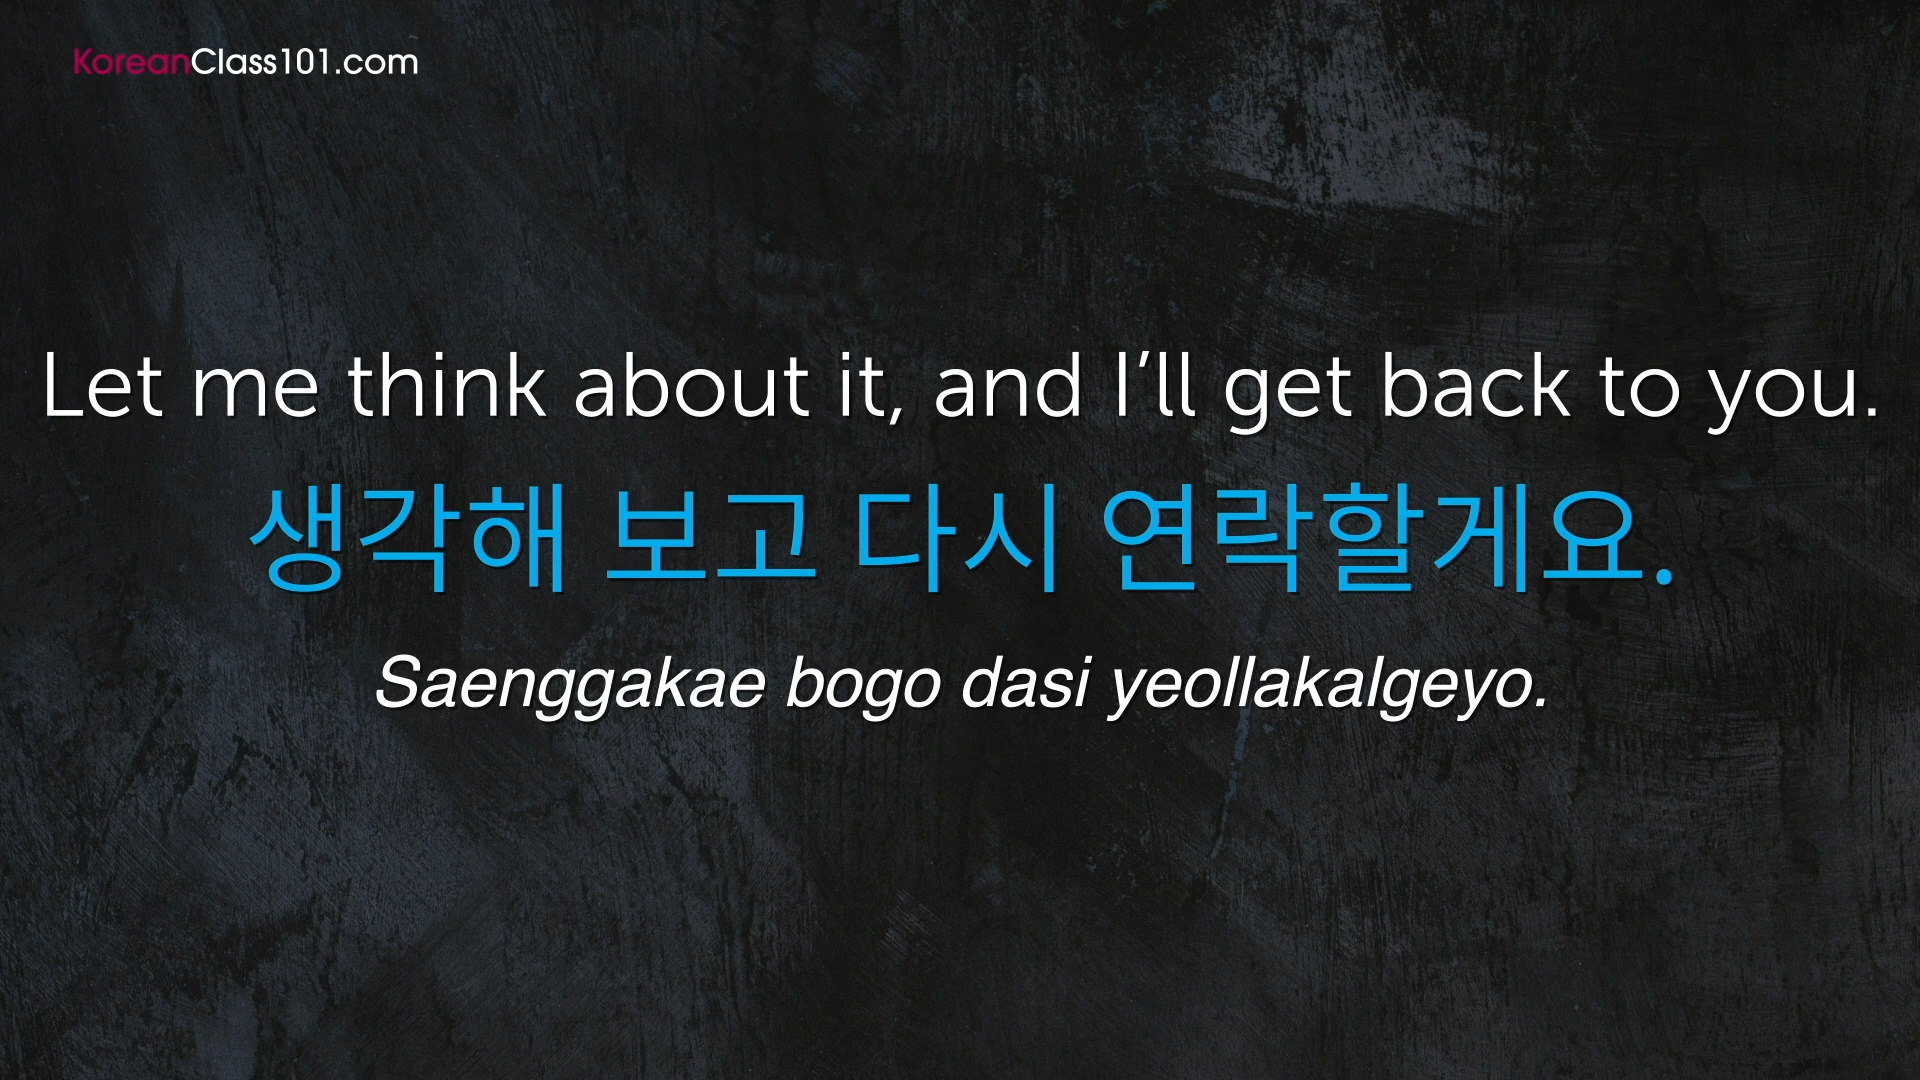 KoreanClass101.com
Let me think about it, and I’ll get back to you.
생각해 보고 다시 연락할게요.
Saenggakae bogo dasi yeollakalgeyo.